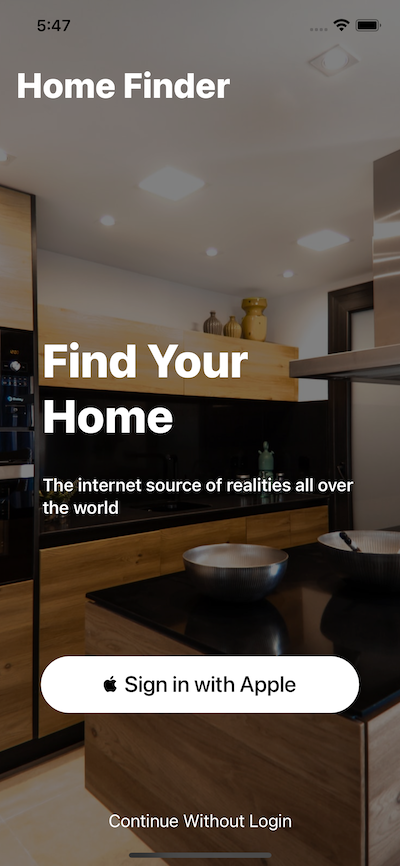 5:47
Home Finder
Find Your
Home
The internet source of realities all over
the world
Sign in with Apple
Continue Without Login